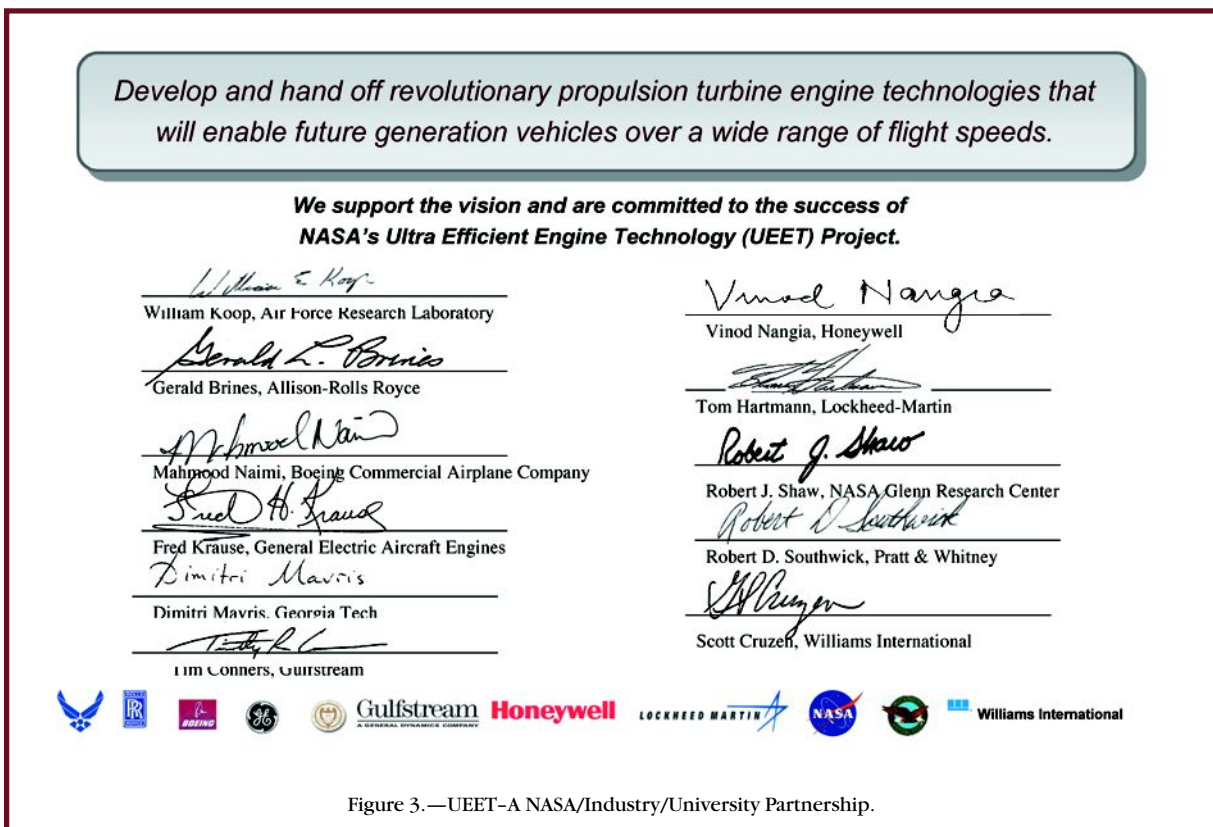 Develop and hand off revolutionary propulsion turbine engine technologies that
will enable future generation vehicles over a wide range of flight speeds.
We support the vision and are committed to the success of
NASA's Ultra Efficient Engine Technology (UEET) Project.
William E Koop
William Koop, Air Force Research Laboratory
Gerald L. Brines
Gerald Brines, Allison-Rolls Royce
Mahmood Naimi
Mahmood Naimi, Boeing Commercial Airplane Company
Fred H. Krause
Fred Krause, General Electric Aircraft Engines
Dimitri Mavris
Dimitri Mavris, Georgia Tech
Tim Conners, Gulfstream
Vinod Nangia
Vinod Nangia, Honeywell
Tom Hartmann, Lockheed-Martin
Robert J. Shaw
Robert J. Shaw, NASA Glenn Research Center
Robert D Southwick
Robert D. Southwick, Pratt & Whitney
Scott Cruzen, Williams International
RR
BOEING
GE
Gulfstream
A GENERAL DYNAMICS COMPANY
Honeywell
LOCKHEED MARTIN
NASA
Williams International
Figure 3.—UEET–A NASA/Industry/University Partnership.